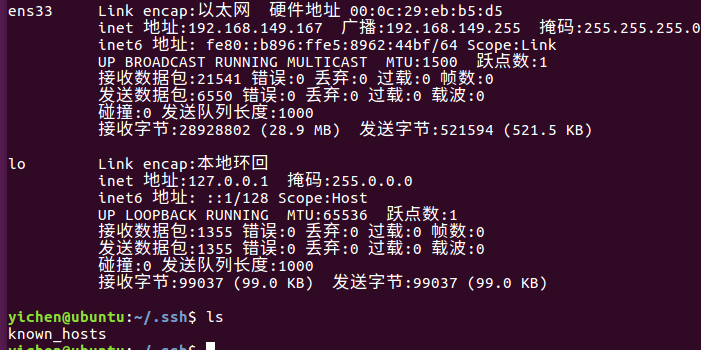 ens33 Link encap:以太网 硬件地址 00:0c:29:eb:b5:d5
inet 地址:192.168.149.167 广播:192.168.149.255 掩码:255.255.255.0
inet6 地址: fe80::b896:ffe5:8962:44bf/64 Scope:Link
UP BROADCAST RUNNING MULTICAST MTU:1500 跃点数:1
接收数据包:21541 错误:0 丢弃:0 过载:0 帧数:0
发送数据包:6550 错误:0 丢弃:0 过载:0 载波:0
碰撞:0 发送队列长度:1000
接收字节:28928802 (28.9 MB) 发送字节:521594 (521.5 KB)
lo Link encap:本地环回
inet 地址:127.0.0.1 掩码:255.0.0.0
inet6 地址: ::1/128 Scope:Host
UP LOOPBACK RUNNING MTU:65536 跃点数:1
接收数据包:1355 错误:0 丢弃:0 过载:0 帧数:0
发送数据包:1355 错误:0 丢弃:0 过载:0 载波:0
碰撞:0 发送队列长度:1000
接收字节:99037 (99.0 KB) 发送字节:99037 (99.0 KB)
yichen@ubuntu:~/.ssh$ ls
known_hosts
yichen@ubuntu:~/.ssh$